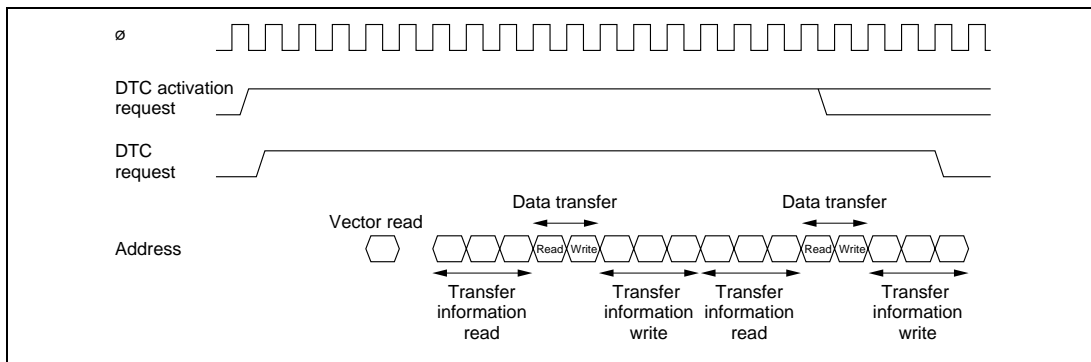 ø
DTC activation
request
DTC
request
Data transfer
Data transfer
Vector read
Address
Read Write
Read Write
Transfer
information
read
Transfer
information
write
Transfer
information
read
Transfer
information
write